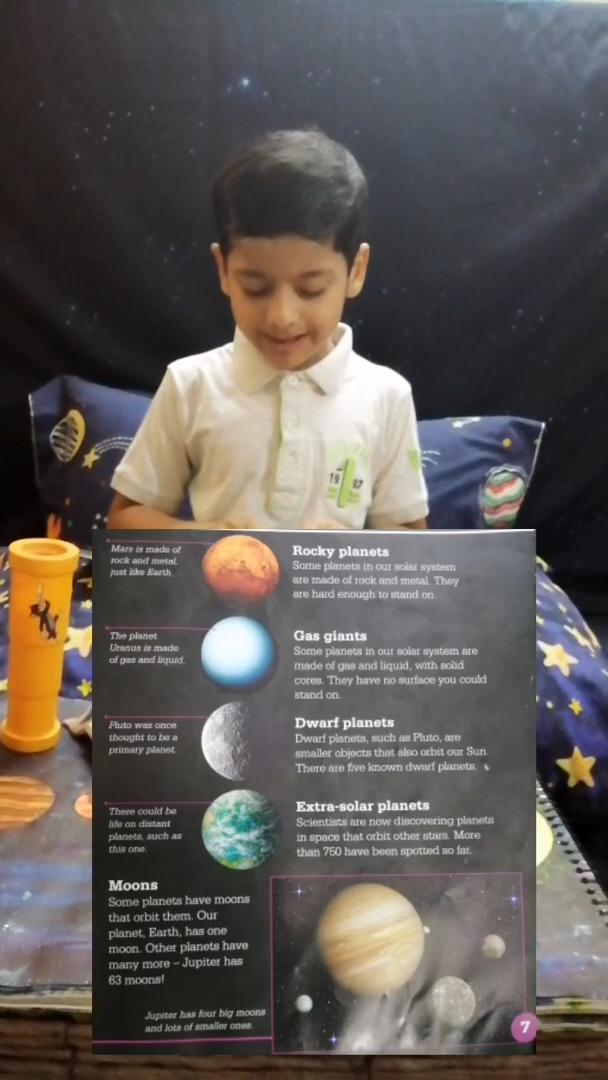 19 97
Mars is made of
rock and metal,
just like Earth.
Rocky planets
Some planets in our solar system
are made of rock and metal. They
are hard enough to stand on.
The planet
Uranus is made
of gas and liquid.
Gas giants
Some planets in our solar system are
made of gas and liquid, with solid
cores. They have no surface you could
stand on.
Pluto was once
thought to be a
primary planet.
Dwarf planets
Dwarf planets, such as Pluto, are
smaller objects that also orbit our Sun.
There are five known dwarf planets.
There could be
life on distant
planets, such as
this one.
Extra-solar planets
Scientists are now discovering planets
in space that orbit other stars. More
than 750 have been spotted so far.
Moons
Some planets have moons
that orbit them. Our
planet, Earth, has one
moon. Other planets have
many more – Jupiter has
63 moons!
Jupiter has four big moons
and lots of smaller ones.
7